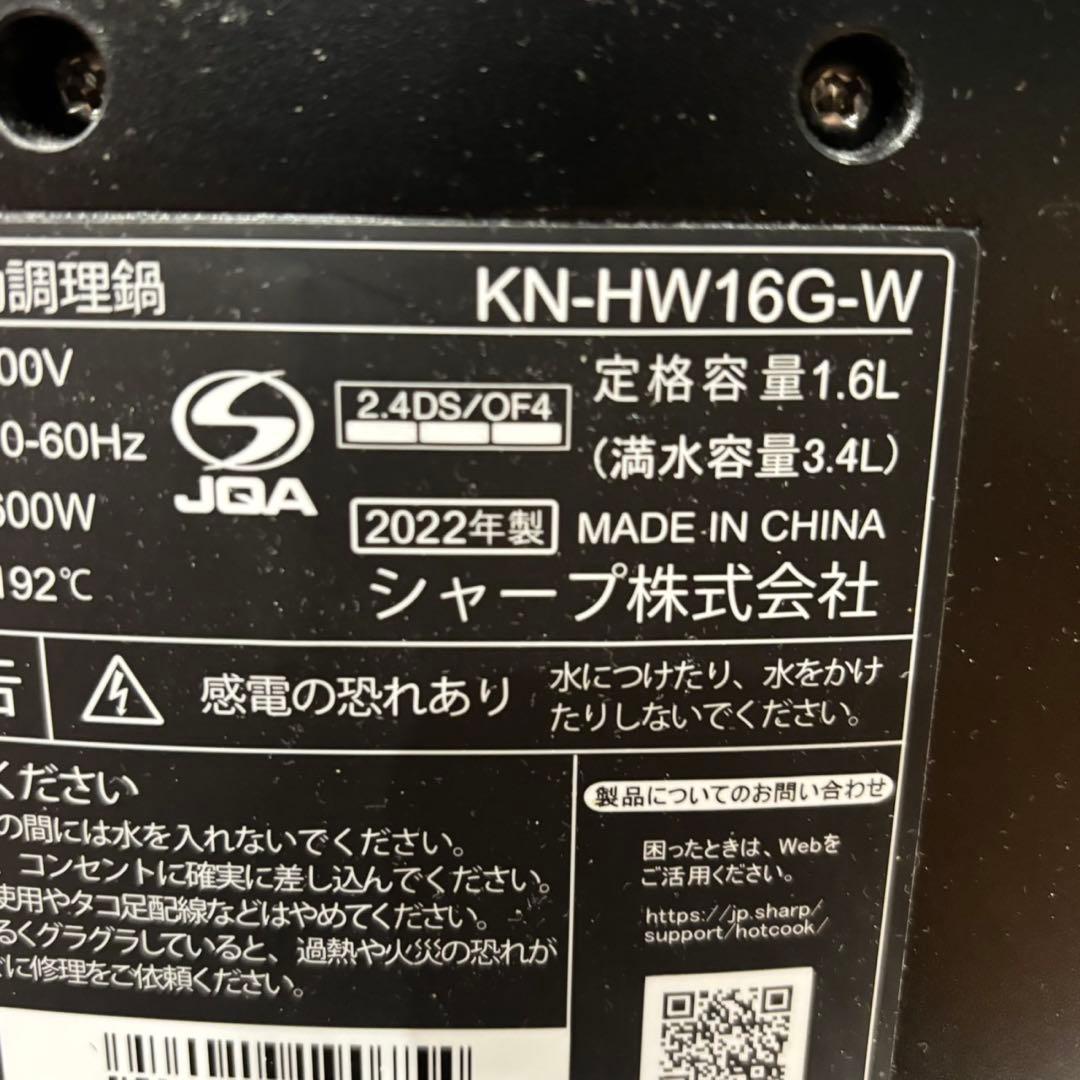 調理鍋 KN-HW16G-W
00V
0-60Hz
600W
192℃
JQA
2.4DS/OF4
定格容量1.6L
(満水容量3.4L)
2022年製 MADE IN CHINA
シャープ株式会社
告
感電の恐れあり
水につけたり、水をかけ
たりしないでください。
ください
の間には水を入れないでください。
コンセントに確実に差し込んでください。
使用やタコ足配線などはやめてください。
るくグラグラしていると、過熱や火災の恐れが
に修理をご依頼ください。
製品についてのお問い合わせ
困ったときは、Webを
ご活用ください。
https://jp.sharp/
support/hotcook/